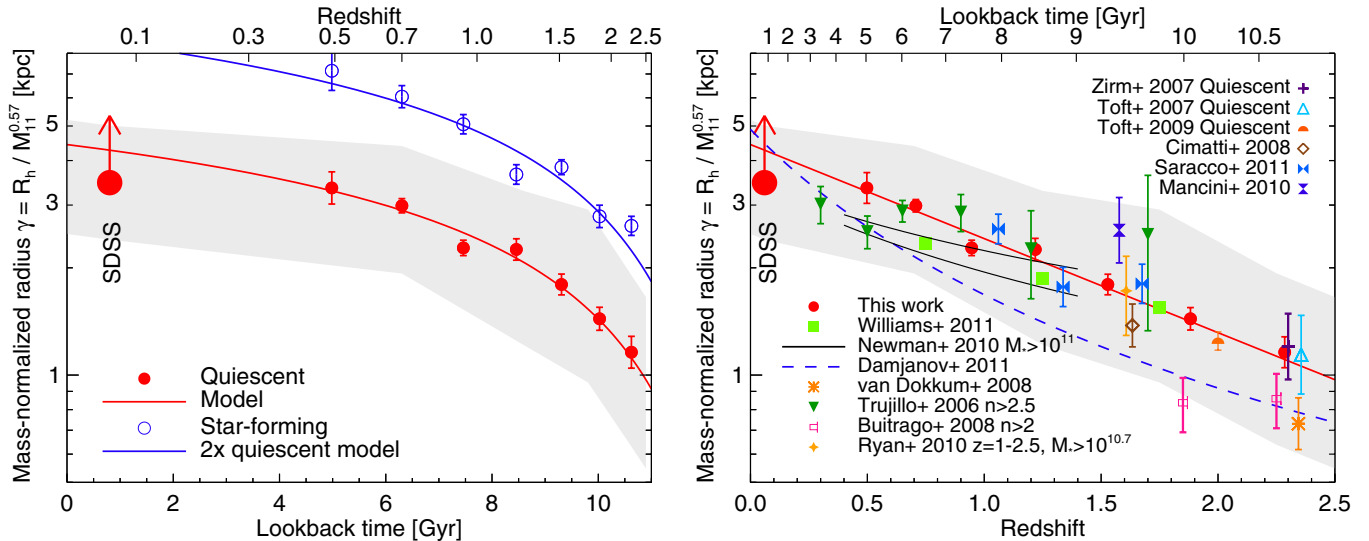 Redshift
0.1 0.3 0.5 0.7 1.0 1.5 2 2.5
Mass-normalized radius γ = R_h / M_11^0.57 [kpc]
5
3
1
SDSS
Quiescent
Model
Star-forming
2x quiescent model
0 2 4 6 8 10
Lookback time [Gyr]
Lookback time [Gyr]
1 2 3 4 5 6 7 8 9 10 10.5
Mass-normalized radius γ = R_h / M_11^0.57 [kpc]
5
3
1
SDSS
Zirm+ 2007 Quiescent
Toft+ 2007 Quiescent
Toft+ 2009 Quiescent
Cimatti+ 2008
Saracco+ 2011
Mancini+ 2010
This work
Williams+ 2011
Newman+ 2010 M_*>10^11
Damjanov+ 2011
van Dokkum+ 2008
Trujillo+ 2006 n>2.5
Buitrago+ 2008 n>2
Ryan+ 2010 z=1-2.5, M_*>10^10.7
0.0 0.5 1.0 1.5 2.0 2.5
Redshift